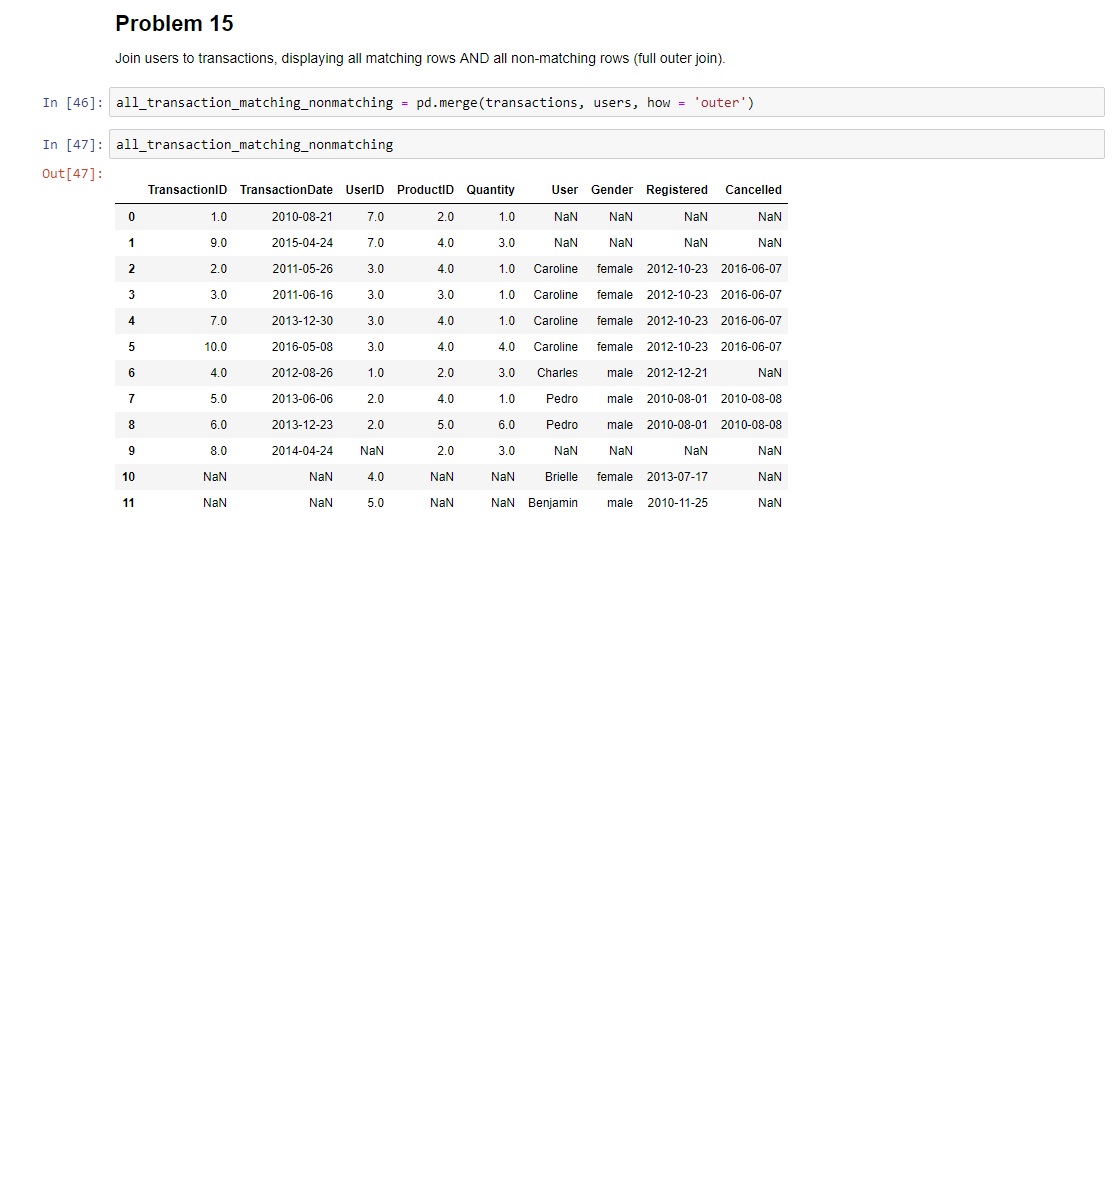 Problem 15
Join users to transactions, displaying all matching rows AND all non-matching rows (full outer join).
In [46]: all_transaction_matching_nonmatching = pd.merge(transactions, users, how = 'outer')
In [47]: all_transaction_matching_nonmatching
Out[47]:
TransactionID TransactionDate UserID ProductID Quantity User Gender Registered Cancelled
0 1.0 2010-08-21 7.0 2.0 1.0 NaN NaN NaN NaN
1 9.0 2015-04-24 7.0 4.0 3.0 NaN NaN NaN NaN
2 2.0 2011-05-26 3.0 4.0 1.0 Caroline female 2012-10-23 2016-06-07
3 3.0 2011-06-16 3.0 3.0 1.0 Caroline female 2012-10-23 2016-06-07
4 7.0 2013-12-30 3.0 4.0 1.0 Caroline female 2012-10-23 2016-06-07
5 10.0 2016-05-08 3.0 4.0 4.0 Caroline female 2012-10-23 2016-06-07
6 4.0 2012-08-26 1.0 2.0 3.0 Charles male 2012-12-21 NaN
7 5.0 2013-06-06 2.0 4.0 1.0 Pedro male 2010-08-01 2010-08-08
8 6.0 2013-12-23 2.0 5.0 6.0 Pedro male 2010-08-01 2010-08-08
9 8.0 2014-04-24 NaN 2.0 3.0 NaN NaN NaN NaN
10 NaN NaN 4.0 NaN NaN Brielle female 2013-07-17 NaN
11 NaN NaN 5.0 NaN NaN Benjamin male 2010-11-25 NaN